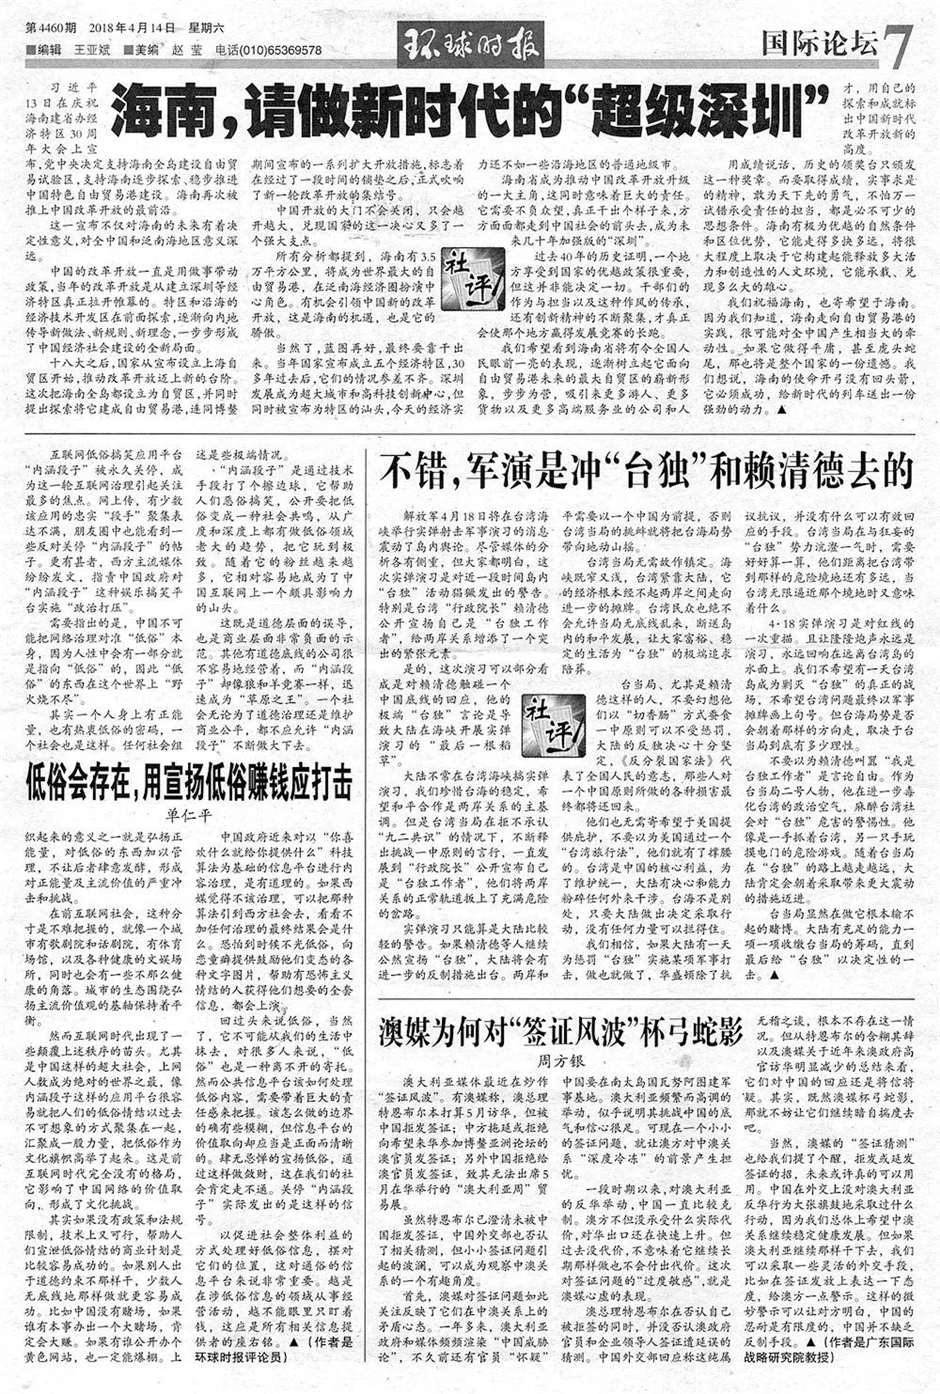 第4460期 2018年4月14日 星期六
■编辑 王亚斌 ■美编 赵莹 电话(010)65369578
环球时报
国际论坛 7
海南,请做新时代的“超级深圳”
习近平
13日在庆祝
海南建省办经
济特区30周
年大会上宣
布,党中央决定支持海南全岛建设自由贸
易试验区,支持海南逐步探索、稳步推进
中国特色自由贸易港建设。海南再次被
推上中国改革开放的最前沿。
这一宣布不仅对海南的未来有着决
定性意义,对全中国和泛南海地区意义深
远。
中国的改革开放一直是用做事带动
政策,当年的改革开放是从建立深圳等经
济特区真正拉开帷幕的。特区和沿海的
经济技术开发区在前面探索,逐渐向内地
传导新做法、新规则、新理念,一步步形成
了中国经济社会建设的全新局面。
十八大之后,国家从宣布设立上海自
贸区开始,推动改革开放迈上新的台阶。
这次把海南全岛都设立为自贸区,并同时
提出探索将它建成自由贸易港,连同博鳌
期间宣布的一系列扩大开放措施,标志着
在经过了一段时间的铺垫之后,正式吹响
了新一轮改革开放的集结号。
中国开放的大门不会关闭、只会越
开越大,兑现国家的这一决心又多了一
个强大支点。
所有分析都提到,海南有3.5
万平方公里,将成为世界最大的自
由贸易港,在泛南海经济圈扮演中
心角色。有机会引领中国新的改革
开放,这是海南的机遇,也是它的
骄傲。
当然了,蓝图再好,最终要靠干出
来。当年国家宣布成立五个经济特区,30
多年过去后,它们的情况参差不齐。深圳
发展成为超大城市和高科技创新中心,但
同时被宣布为特区的汕头,今天的经济实
社评
力还不如一些沿海地区的普通地级市。
海南省成为推动中国改革开放升级
的一大主角,这同时意味着巨大的责任。
它需要不负众望,真正干出个样子来,方
方面面都走到中国社会的前去去,成为未
来几十年加强版的“深圳”。
过去40年的历史证明,一个地
方享受到国家的优越政策很重要,
但这并非能决定一切。干部们的
作为与担当以及这种作风的传承,
还有创新精神的不断聚集,才真正
会使那个地方赢得发展竞赛的长跑。
我们希望看到海南省将有令全国人
民眼前一亮的表现,逐渐树立起它面向
自由贸易港未来的最大自贸区的崭新形
象,步步为营,吸引来更多游人、更多
货物以及更多高端服务业的公司和人
才,用自己的
探索和成就标
出中国新时代
改革开放新的
高度。
用成绩说话,历史的领奖台只颁发
这一种奖章。而要取得成绩,实事求是
的精神,敢为天下先的勇气,不怕万一
试错承受责任的担当,都是必不可少的
思想条件。海南有极为优越的自然条件
和区位优势,它能走得多快多远,将很
大程度上取决于它构建起能释放多大活
力和创造性的人文环境,它能承载、兑
现多么大的雄心。
我们祝福海南,也寄希望于海南。
因为我们知道,海南走向自由贸易港的
实践,很可能对全中国产生相当大的牵
动性。如果它做得平庸,甚至虎头蛇
尾,那也将是整个国家的一份遗憾。我
们想说,海南的使命开弓没有回头箭,
它必须成功,给新时代的列车送出一份
强劲的动力。▲
互联网低俗搞笑应用平台
“内涵段子”被永久关停,成
为这一轮互联网治理引起关注
最多的焦点。网上传,有少数
该应用的忠实“段手”聚集表
达不满,朋友圈中也能看到一
些反对关停“内涵段子”的帖
子。更有甚者,西方主流媒体
纷纷发文,指责中国政府对
“内涵段子”这种娱乐搞笑平
台实施“政治打压”。
需要指出的是,中国不可
能把网络治理对准“低俗”本
身,因为人性中会有一部分就
是指向“低俗”的,因此“低
俗”的东西在这个世界上“野
火烧不尽”。
其实一个人身上有正能
量,也有热衷低俗的密码,一
个社会也是这样。任何社会组
述是些极端情况。
“内涵段子”是通过技术
手段打了个擦边球,它帮助
人们恶俗搞笑,公开要把低
俗变成一种社会共鸣,从广
度和深度上都有做低俗领域
老大的趋势,把它玩到极
致。随着它的粉丝越来越
多,它相对容易地成为了中
国互联网上一个颇具影响力
的山头。
这既是道德层面的误导,
也是商业层面非常负面的示
范。其他有道德底线的公司很
不容易地经营着,而“内涵段
子”却像狼和羊竞赛一样,迅
速成为“草原之王”。一个社
会无论为了道德治理还是维护
商业公平,都不应允许“内涵
段子”不断做大下去。
低俗会存在,用宣扬低俗赚钱应打击
单仁平
织起来的意义之一就是弘扬正
能量,对低俗的东西加以管
理,不让后者肆意发酵,形成
对正能量及主流价值的严重冲
击和挑战。
在前互联网社会,这种分
寸是不难把握的,就像一个城
市有歌剧院和话剧院,有体育
场馆,以及各种健康的文娱场
所,同时也会有一些不那么健
康的角落。城市的生态围绕弘
扬主流价值观的基轴保持着平
衡。
然而互联网时代出现了一
些颠覆上述秩序的苗头。尤其
是中国这样的超大社会,上网
人数成为绝对的世界之最,像
内涵段子这样的应用平台很容
易就把人们的低俗情结以过去
不可想象的方式聚集在一起,
汇聚成一股力量,把低俗作为
文化旗帜高举了起来。这是前
互联网时代完全没有的格局,
它影响了中国网络的价值取
向,形成了文化挑战。
其实如果没有政策和法规
限制,技术上又可行,帮助人
们宣泄低俗情结的商业计划是
比较容易成功的。如果别人出
于道德约束不那样干,少数人
无底线地那样做就更容易成
功。比如中国没有赌场,如果
谁有本事办出一个大赌场,肯
定会大赚。如果有谁公开办个
黄色网站,也一定能爆棚。上
中国政府近来对以“你喜
欢什么就给你提供什么”科技
算法为基础的信息平台进行内
容治理,是有道理的。如果西
媒觉得不该治理,可以把那种
算法引到西方社会去,看看不
加任何治理的最终结果会是什
么。恐怕到时候不光低俗,向
恋童癖提供鼓励他们变态的各
种文字图片,帮助有恐怖主义
情结的人获得他们想要的全套
信息,都会上演。
回过头来说低俗,当然
了,它不可能从我们的生活中
抹去,对很多人来说,“低
俗”也是一种离不开的寄托。
然而公共信息平台该如何处理
低俗内容,需要带着巨大的责
任感来把握。该怎么做的边界
的确有些模糊,但信息平台的
价值取向却应当是正面而清晰
的。肆无忌惮的宣扬低俗,通
过这样做敛财,这在我们的社
会肯定走不通。关停“内涵段
子”实际发出的是这样的信
号。
以促进社会整体利益的
方式处理好低俗信息,摆对
它们的位置,这对通俗的信
息平台来说非常重要。越是
在涉低俗信息的领域从事经
营活动,越不能眼里只盯着
钱,这应是所有相关信息提
供者的座右铭。▲(作者是
环球时报评论员)
不错,军演是冲“台独”和赖清德去的
解放军4月18日将在台湾海
峡举行实弹射击军事演习的消息
震动了岛内舆论。尽管媒体的分
析各有侧重,但大家都明白,这
次实弹演习是对近一段时间岛内
“台独”活动猖獗发出的警告。
特别是台湾“行政院长”赖清德
公开宣扬自己是“台独工作
者”,给两岸关系增添了一个突
出的紧张元素。
是的,这次演习可以部分看
成是对赖清德触碰一个
中国底线的回应,他的
极端“台独”言论是导
致大陆在海峡开展实弹
演习的“最后一根稻
草”。
大陆不常在台湾海峡搞实弹
演习,我们珍惜台海的稳定,希
望和平合作是两岸关系的主基
调。但是台湾当局在拒不承认
“九二共识”的情况下,不断释
出挑战一中原则的言行,一直发
展到“行政院长”公开宣布自己
是“台独工作者”,他们将两岸
关系的正常轨道扳上了充满危险
的岔路。
实弹演习只能算是大陆比较
轻的警告。如果赖清德等人继续
公然宣扬“台独”,大陆将会有
进一步的反制措施出台。两岸和
社评
平需要以一个中国为前提,否则
台湾当局的挑衅就将把台海局势
带向地动山摇。
台湾当局无需故作镇定。海
峡既窄又浅,台湾紧靠大陆,它
的经济根本经不起两岸之间走向
进一步的摊牌。台湾民众也绝不
会允许当局无底线乱来,断送岛
内的和平发展,让大家富裕、稳
定的生活为“台独”的极端追求
陪葬。
台当局、尤其是赖清
德这样的人,不要幻想他
们以“切香肠”方式蚕食
一中原则可以不受惩罚,
大陆的反独决心十分坚
定,《反分裂国家法》代
表了全国人民的意志,那些人对
一个中国原则所做的各种损害最
终都将还回来。
他们也无需寄希望于美国提
供庇护,不要以为美国通过一个
“台湾旅行法”,他们就有了撑腰
的。台湾是中国的核心利益,为
了维护统一,大陆有决心和能力
粉碎任何外来干涉。台海不是别
处,只要大陆做出决定采取行
动,没有任何力量可以拦得住。
我们相信,如果大陆有一天
为惩罚“台独”实施某项军事打
击,做也就做了,华盛顿除了抗
议抗议,并没有什么可以有效回
应的手段。台湾当局在与狂妄的
“台独”势力沆瀣一气时,需要
好好算一算,他们距离把台湾带
到那样的危险境地还有多远,当
台湾无限逼近那个境地时又意味
着什么。
4·18实弹演习是对红线的
一次重描。且让隆隆炮声永远是
演习,永远回响在远离台湾岛的
水面上。我们不希望有一天台湾
岛成为剿灭“台独”的真正的战
场,不希望台湾问题最终以军事
摊牌画上句号。但台海局势是否
会朝着那样的方向走,取决于台
当局到底有多少理性。
不要以为赖清德叫嚣“我是
台独工作者”是言论自由。作为
台当局二号人物,他在进一步毒
化台湾的政治空气,麻醉台湾社
会对“台独”危害的警惕性。他
像是一手拆着台湾,另一只手玩
摸电门的危险游戏。随着台当局
在“台独”的路上越走越远,大
陆肯定会朝着采取带来更大震动
的措施迈进。
台当局显然在做它根本输不
起的赌博。大陆有充足的能力一
项一项收缴台当局的筹码,直到
最后给“台独”以决定性的一
击。▲
澳媒为何对“签证风波”杯弓蛇影
周方银
澳大利亚媒体最近在炒作
“签证风波”。有澳媒称,澳总理
特恩布尔本打算5月访华,但被
中国拒发签证;中方拖延或拒绝
向希望来华参加博鳌亚洲论坛的
澳官员发签证;另外中国拒绝给
澳官员发签证,致其无法出席5
月在华举行的“澳大利亚周”贸
易展。
虽然特恩布尔已澄清未被中
国拒发签证,中国外交部也否认
了相关猜测,但小小签证问题引
起的波澜,可以成为观察中澳关
系的一个有趣角度。
首先,澳媒对签证问题如此
关注反映了它们在中澳关系上的
矛盾心态。一年多来,澳大利亚
政府和媒体频频渲染“中国威胁
论”,不久前还有官员“怀疑”
中国要在南太岛国瓦努阿图建军
事基地。澳大利亚频繁而高调的
举动,似乎说明其挑战中国的底
气和信心很足。可现在一个小小
的签证问题,就让澳方对中澳关
系“深度冷冻”的前景产生担
忧。
一段时期以来,对澳大利亚
的反华举动,中国一直比较克
制。澳方不但没承受什么实际代
价,对华出口还在快速上升。但
过去没代价,不意味着它继续长
期那样做也不会付出代价。这次
对签证问题的“过度敏感”,就是
澳媒心虚的表现。
澳总理特恩布尔在否认自己
被拒签的同时,并没否认澳政府
官员和企业领导人签证遭延误的
猜测。中国外交部回应称这纯属
无稽之谈,根本不存在这一情
况。但从特恩布尔的含糊其辞
以及澳媒关于近年来澳政府高
官访华明显减少的总结来看,
它们对中国的回应还是将信将
疑。其实,既然澳媒杯弓蛇影,
那就不妨让它们继续暗自揣度去
吧。
当然,澳媒的“签证猜测”
也给我们提了个醒,拒发或延发
签证的招,未来或许真的可以用
用。中国在外交上没对澳大利亚
反华行为大张旗鼓地采取过什么
行动,因为我们总体上希望中澳
关系继续稳定健康发展。但如果
澳大利亚继续那样干下去,我们
可以采取一些灵活的外交手段,
比如在签证发放上表达一下态
度,给澳方一点警示。这样的微
妙警示可以让对方明白,中国的
忍耐是有限度的,中国并不缺乏
反制手段。▲(作者是广东国际
战略研究院教授)